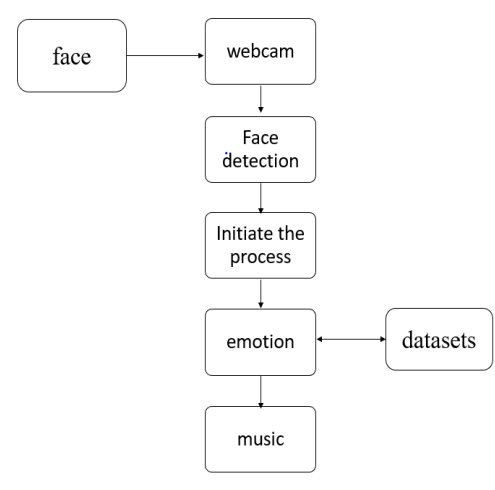 face
webcam
Face
detection
Initiate the
process
emotion
datasets
music